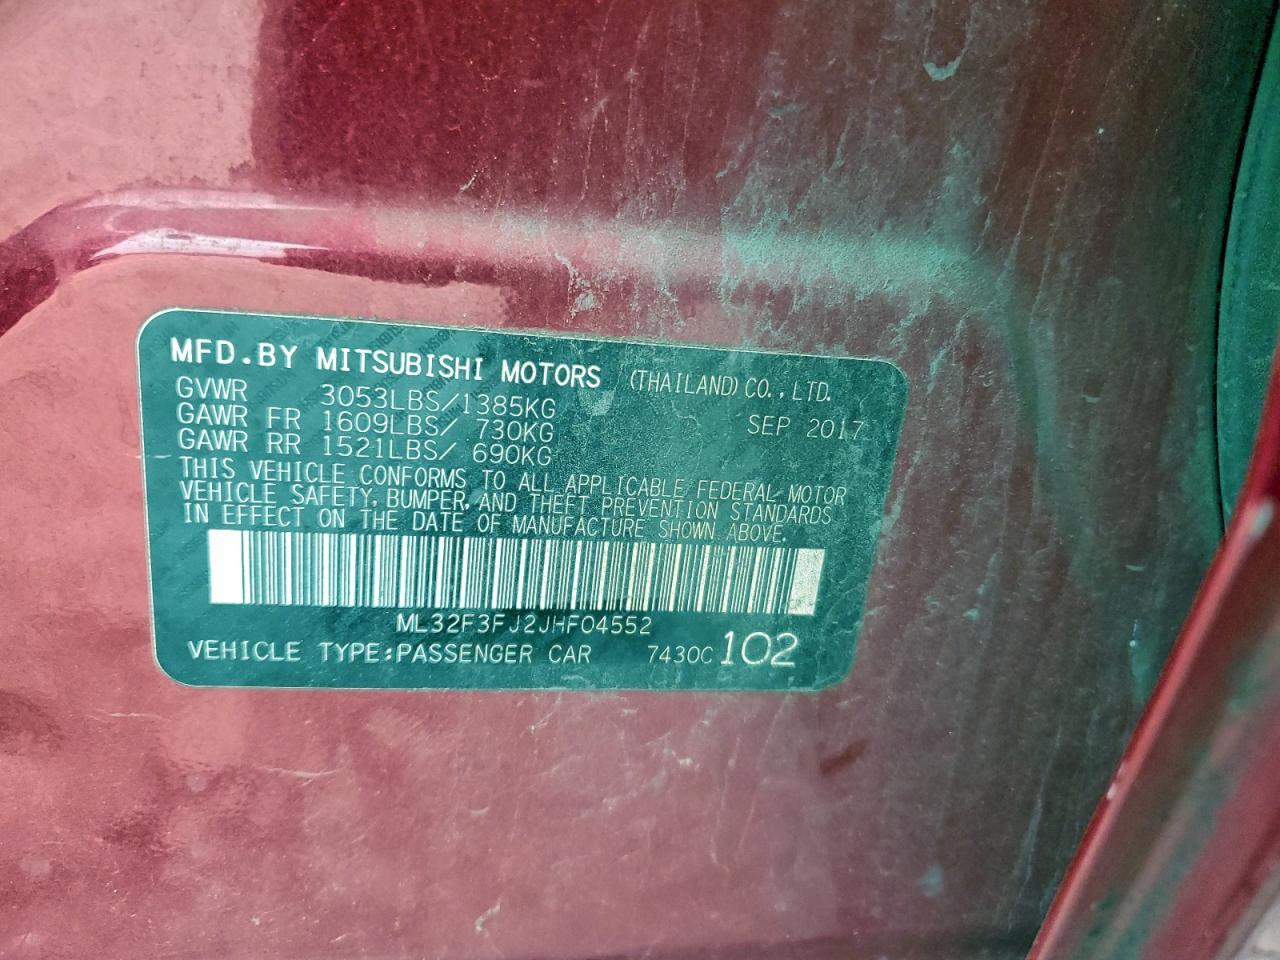 MFD.BY MITSUBISHI MOTORS (THAILAND) CO., LTD.
GVWR 3053LBS/1385KG SEP 2017
GAWR FR 1609LBS/ 730KG
GAWR RR 1521LBS/ 690KG
THIS VEHICLE CONFORMS TO ALL APPLICABLE FEDERAL MOTOR
VEHICLE SAFETY, BUMPER, AND THEFT PREVENTION STANDARDS
IN EFFECT ON THE DATE OF MANUFACTURE SHOWN ABOVE.
ML32F3FJ2JHF04552
VEHICLE TYPE:PASSENGER CAR 7430C 102